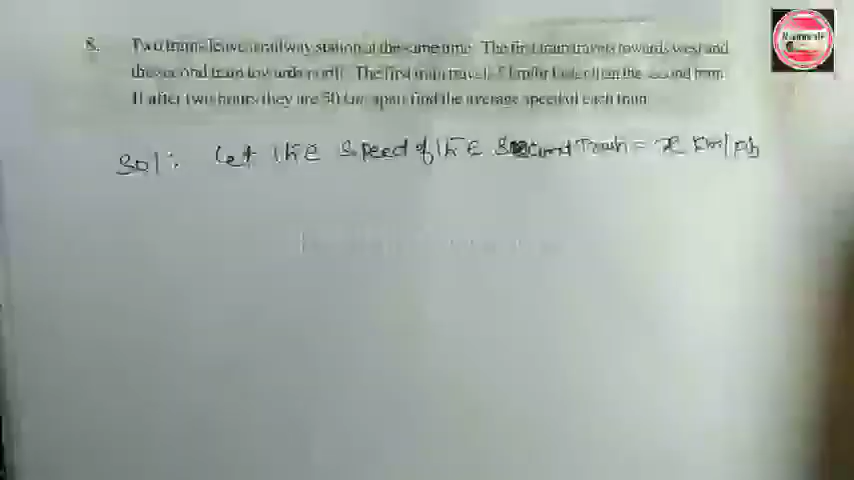 8. Two trains leave a railway station at the same time. The first train travels towards west and
the second train towards north. The first train travels 5 km/hr faster than the second train.
If after two hours they are 50 km. apart find the average speed of each train.
Sol: Let the speed of the Second Train = x km/ph